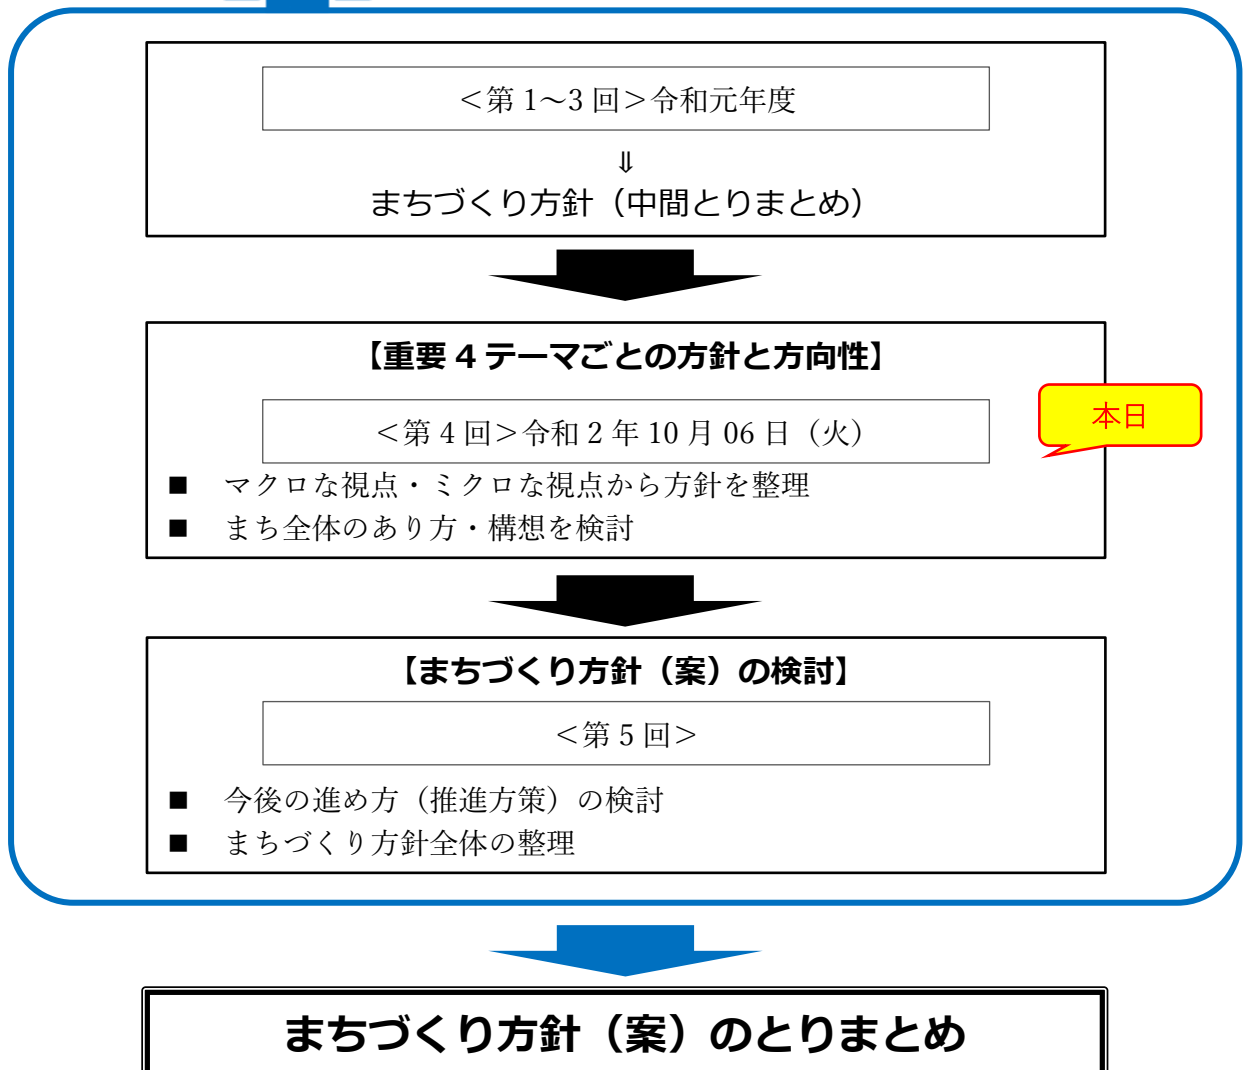 ＜第 1～3 回＞令和元年度
⇓
まちづくり方針（中間とりまとめ）
【重要 4 テーマごとの方針と方向性】
本日
＜第 4 回＞令和 2 年 10 月 06 日（火）
■ マクロな視点・ミクロな視点から方針を整理
■ まち全体のあり方・構想を検討
【まちづくり方針（案）の検討】
＜第 5 回＞
■ 今後の進め方（推進方策）の検討
■ まちづくり方針全体の整理
まちづくり方針（案）のとりまとめ